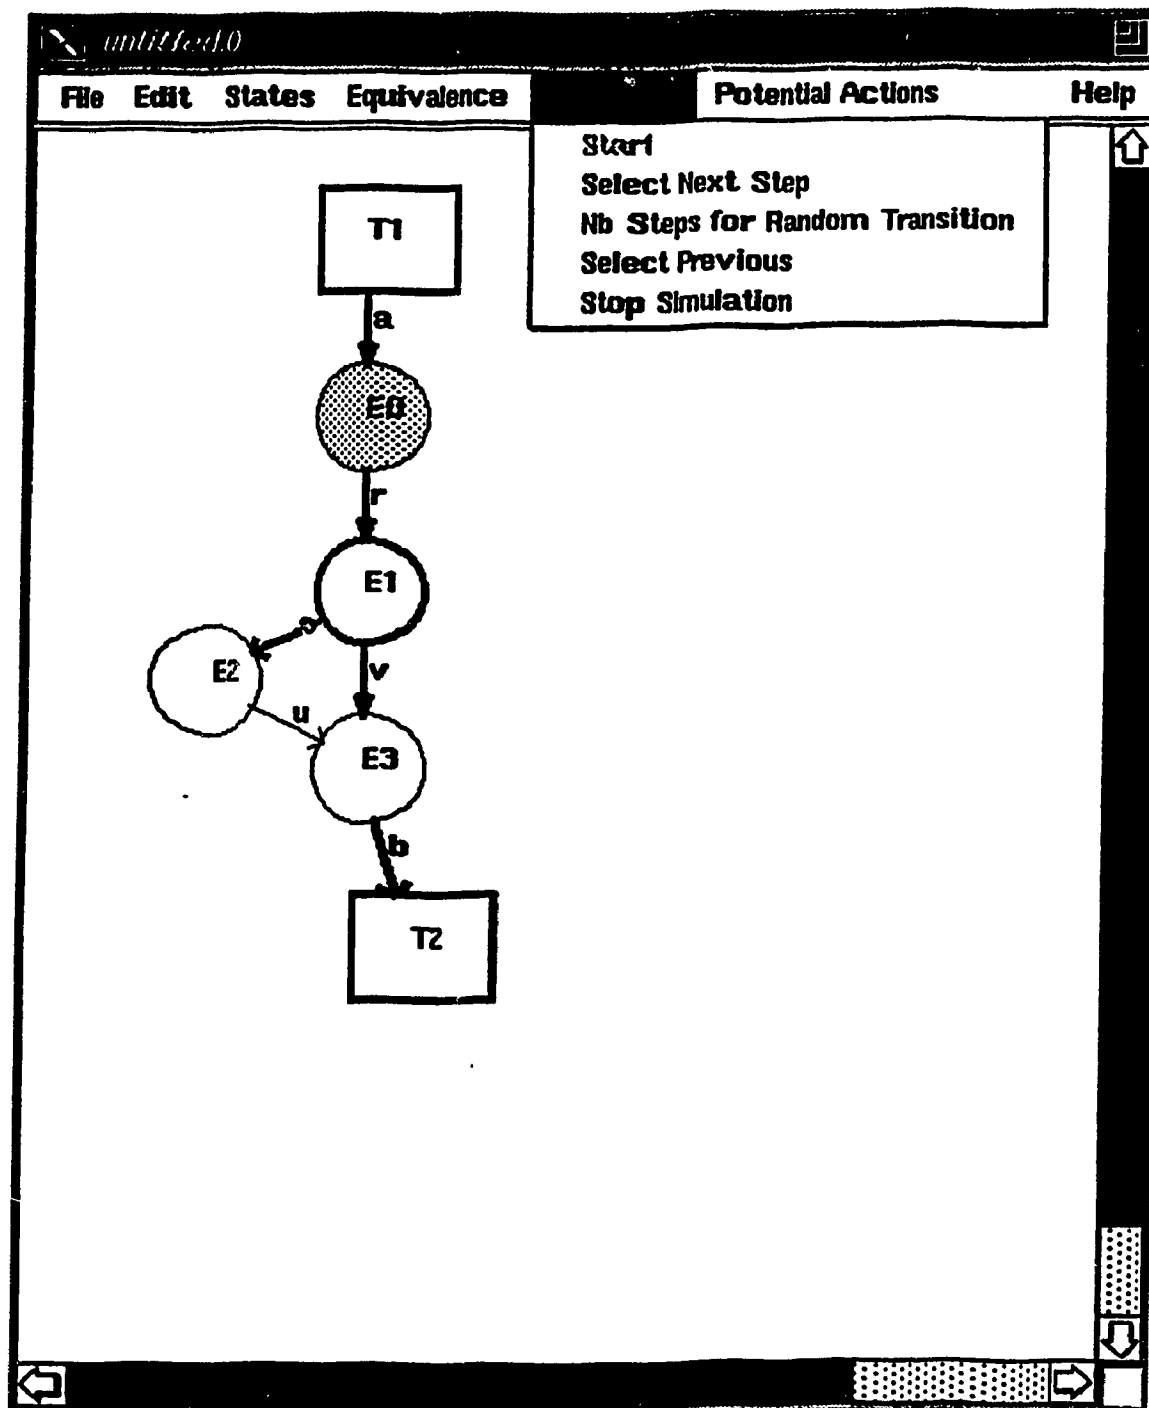 untitled.0
File Edit States Equivalence Potential Actions Help
Start
Select Next Step
Nb Steps for Random Transition
Select Previous
Stop Simulation
T1
a
E0
r
E1
E2
v
u
E3
b
T2